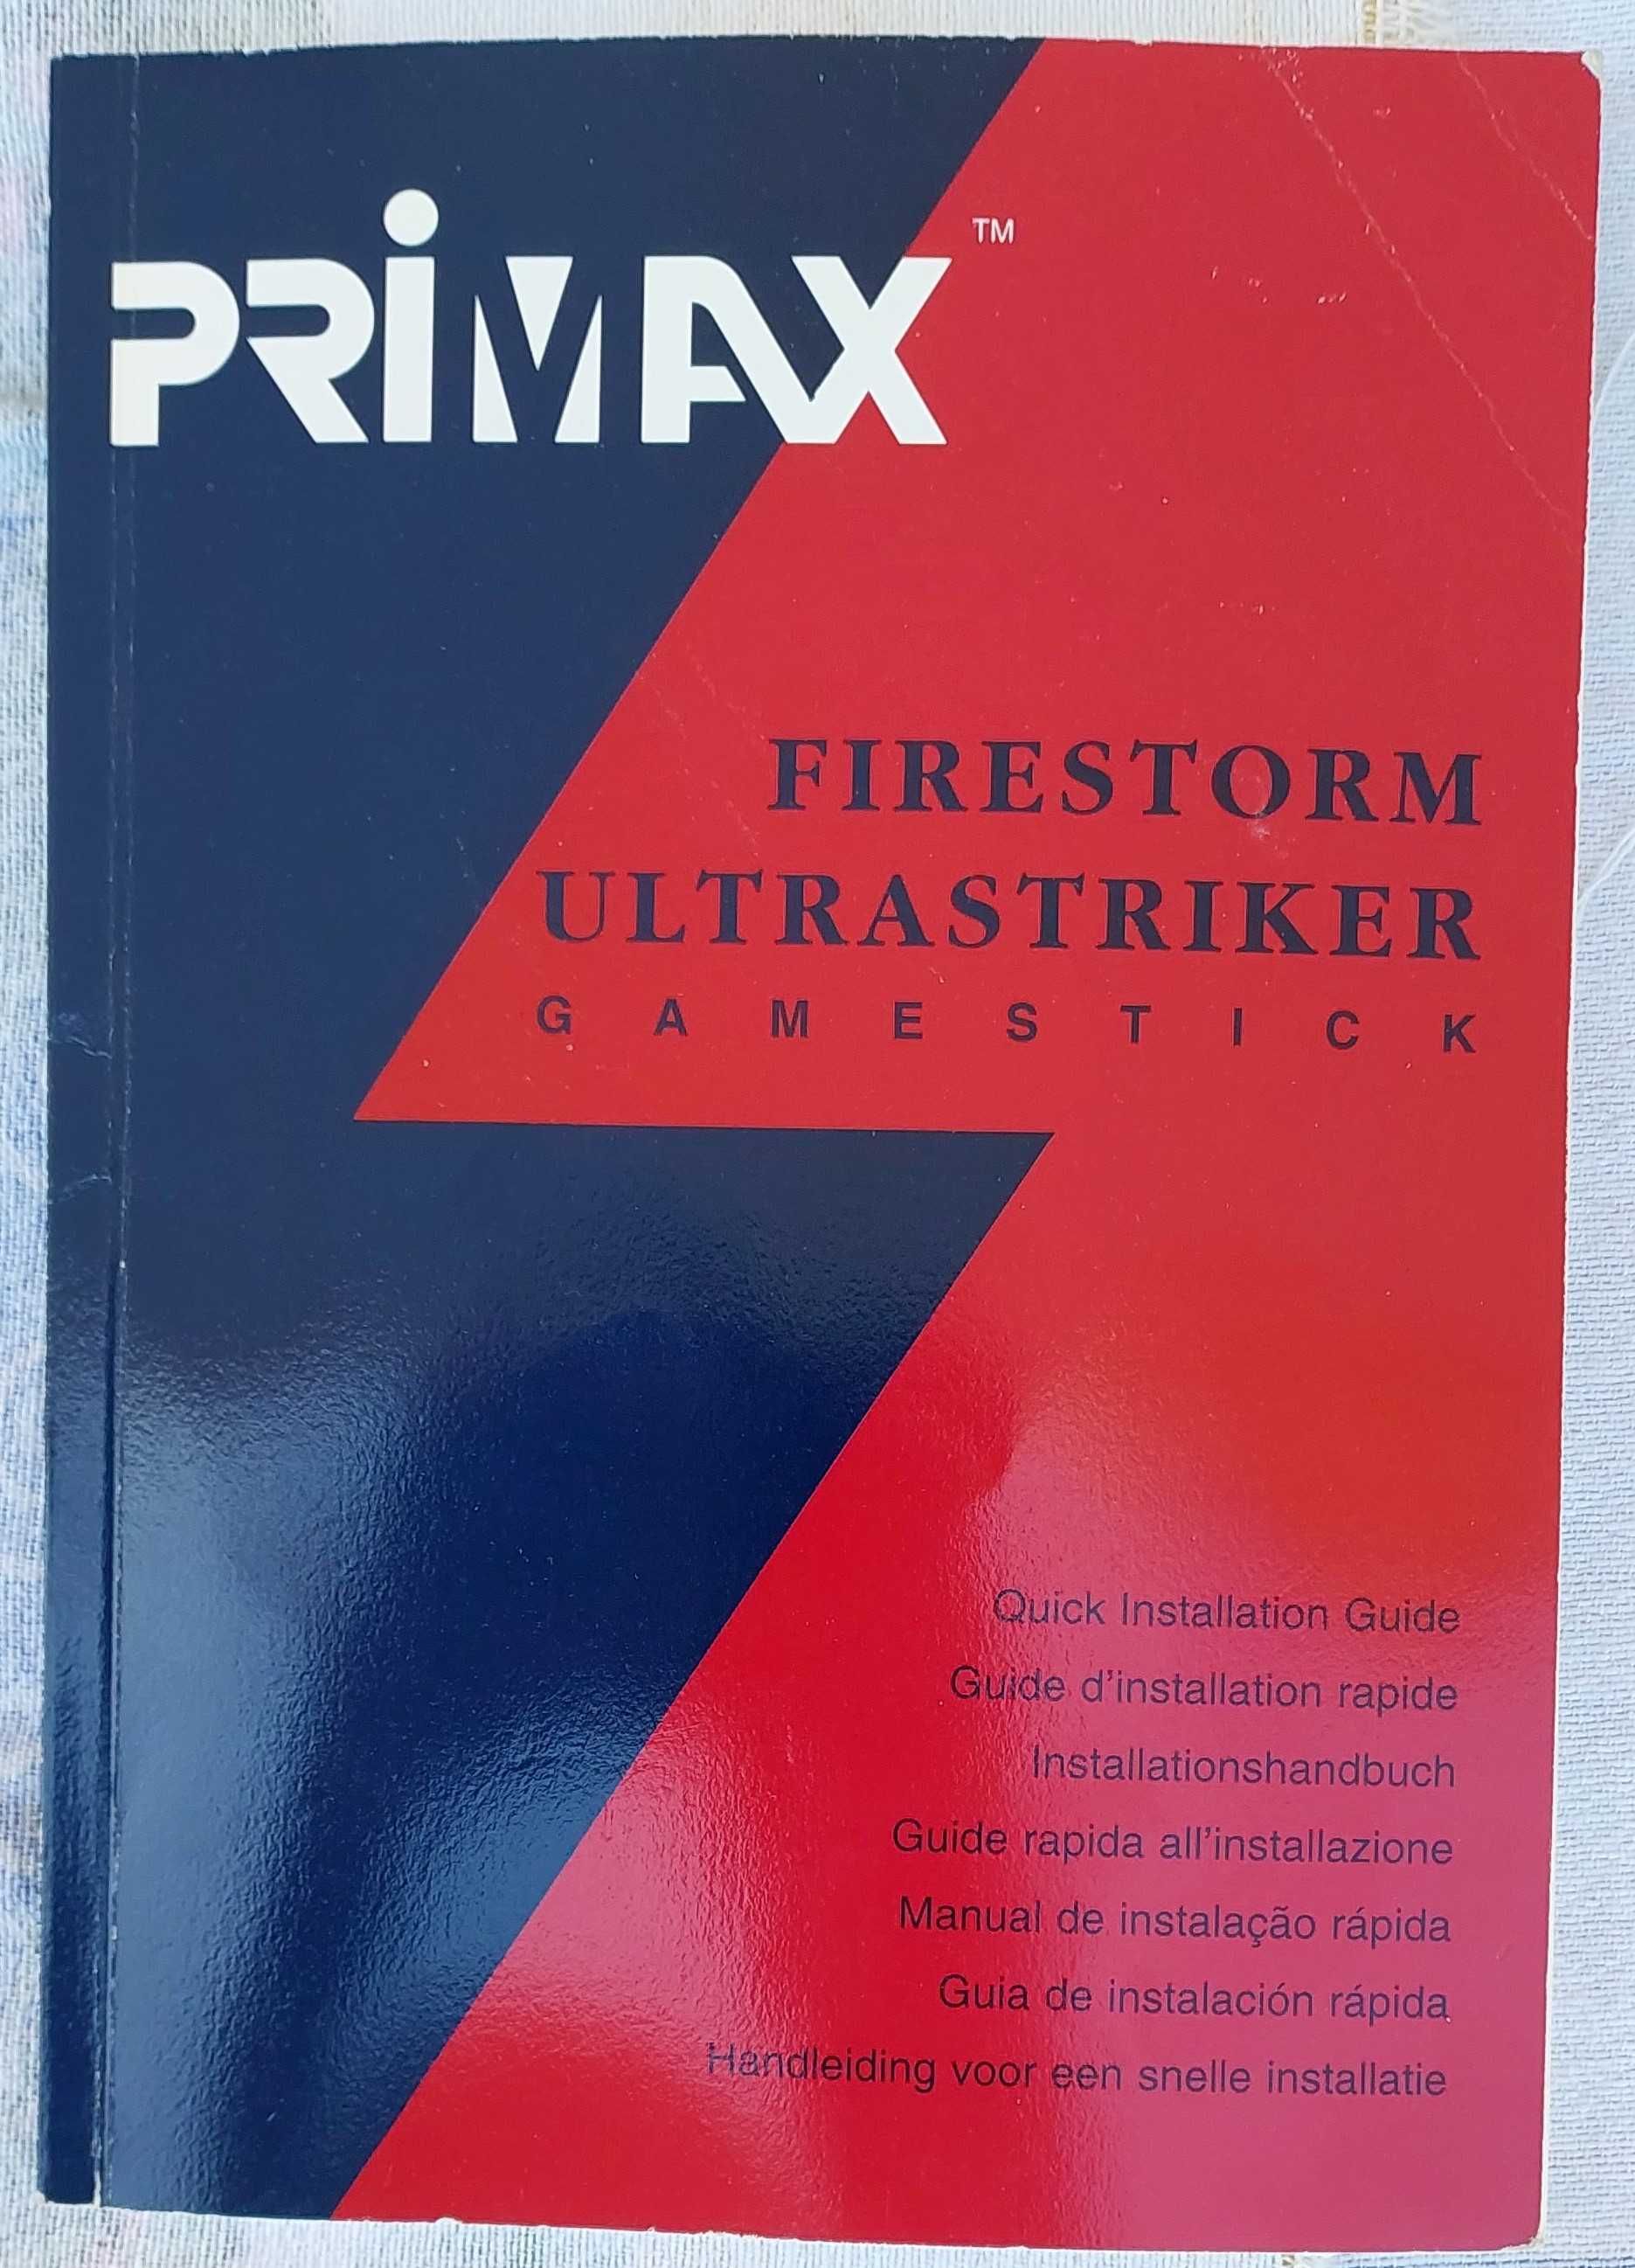 PRiMAX™
FIRESTORM
ULTRASTRIKER
GAMESTICK
Quick Installation Guide
Guide d'installation rapide
Installationshandbuch
Guide rapida all'installazione
Manual de instalação rápida
Guia de instalación rápida
Handleiding voor een snelle installatie